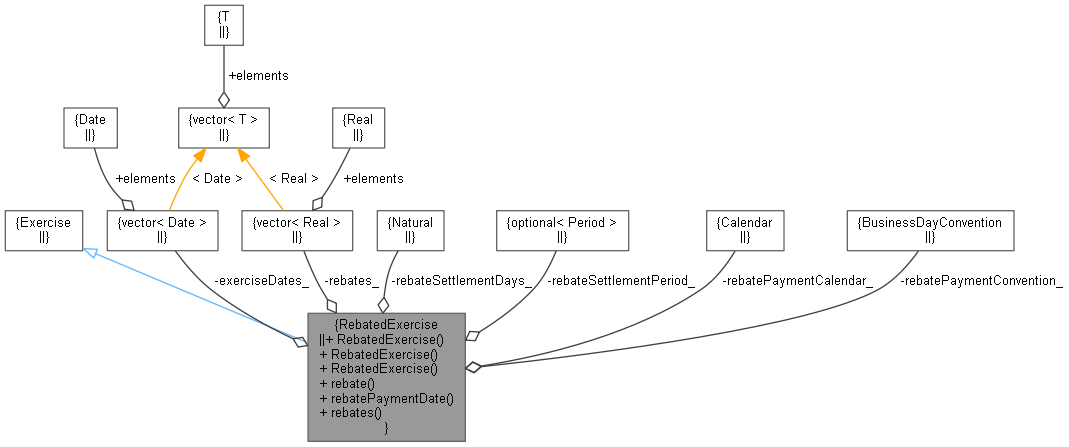 {T
||}
+elements
{Date
||}
{vector< T >
||}
{Real
||}
+elements
< Date >
< Real >
+elements
{Exercise
||}
{vector< Date >
||}
{vector< Real >
||}
{Natural
||}
{optional< Period >
||}
{Calendar
||}
{BusinessDayConvention
||}
-exerciseDates_
-rebates_
-rebateSettlementDays_
-rebateSettlementPeriod_
-rebatePaymentCalendar_
-rebatePaymentConvention_
{RebatedExercise
||+ RebatedExercise()
+ RebatedExercise()
+ RebatedExercise()
+ rebate()
+ rebatePaymentDate()
+ rebates()
}